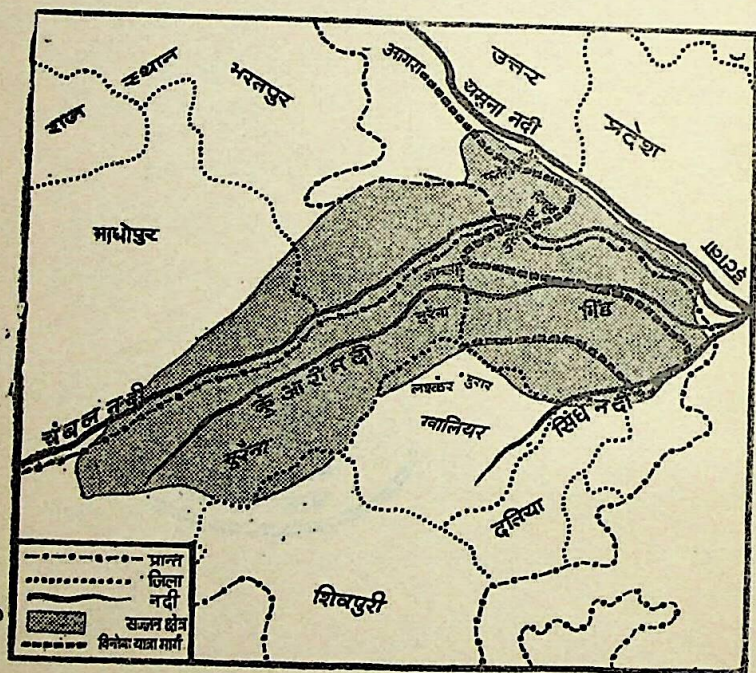 राज स्थान
भरतपुर
आगरा
उत्तर
प्रदेश
यमुना नदी
माधोपुर
इटावा
भिंड
मुरैना
लश्कर मुरार
ग्वालियर
चंबल नदी
कुंआरी नदी
मुरैना
सिंध नदी
दतिया
शिवपुरी
प्रान्त
जिला
नदी
सज्जन क्षेत्र
विनोबा यात्रा मार्ग